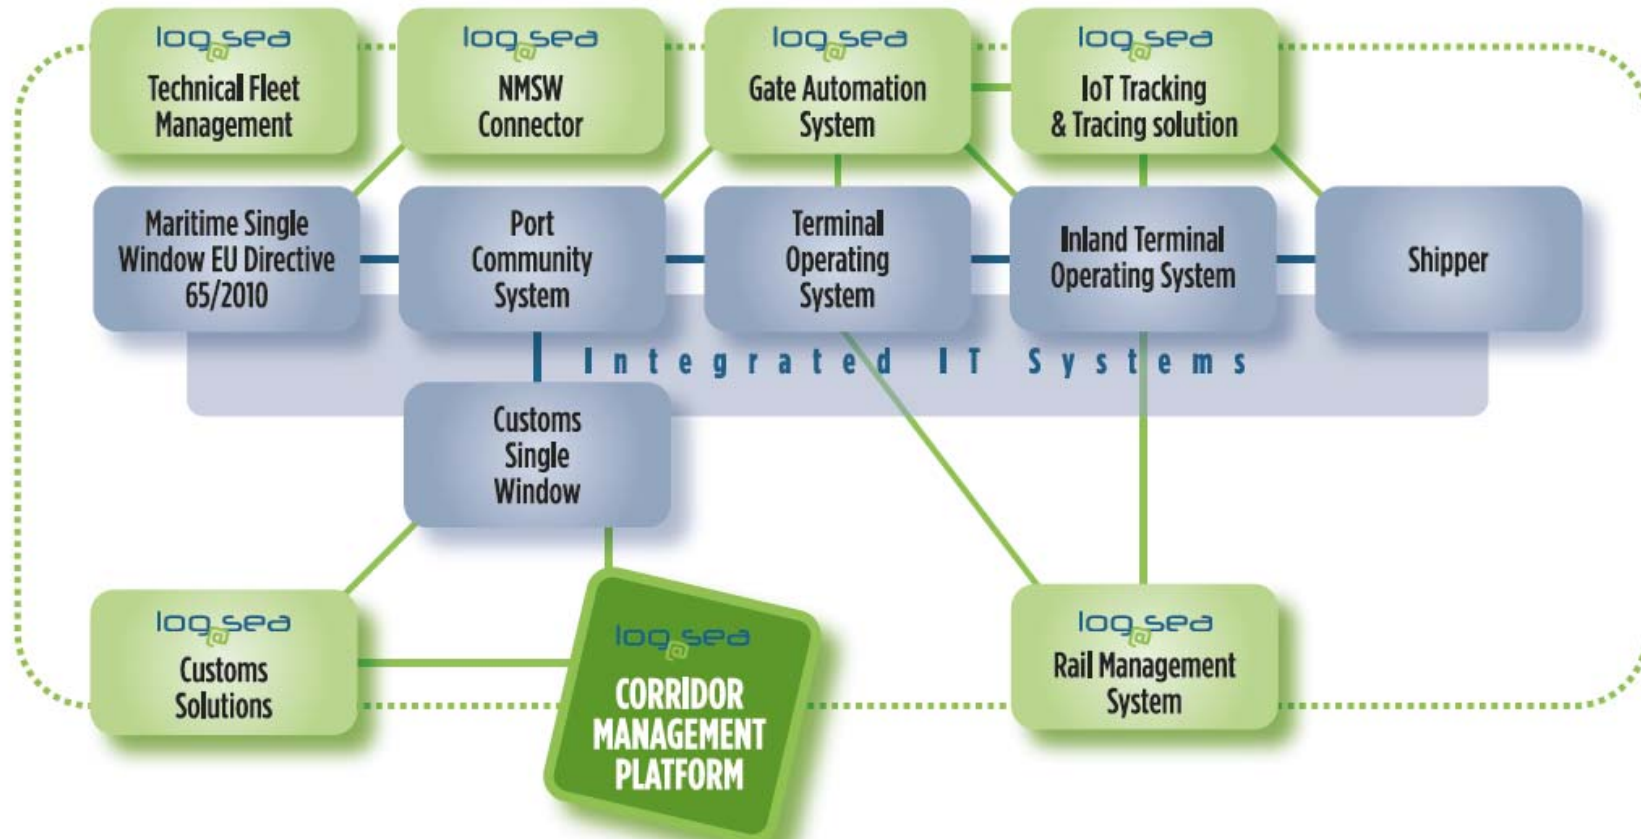 log@sea
Technical Fleet
Management
log@sea
NMSW
Connector
log@sea
Gate Automation
System
log@sea
IoT Tracking
& Tracing solution
Maritime Single
Window EU Directive
65/2010
Port
Community
System
Terminal
Operating
System
Inland Terminal
Operating System
Shipper
Integrated IT Systems
Customs
Single
Window
log@sea
Customs
Solutions
log@sea
CORRIDOR
MANAGEMENT
PLATFORM
log@sea
Rail Management
System